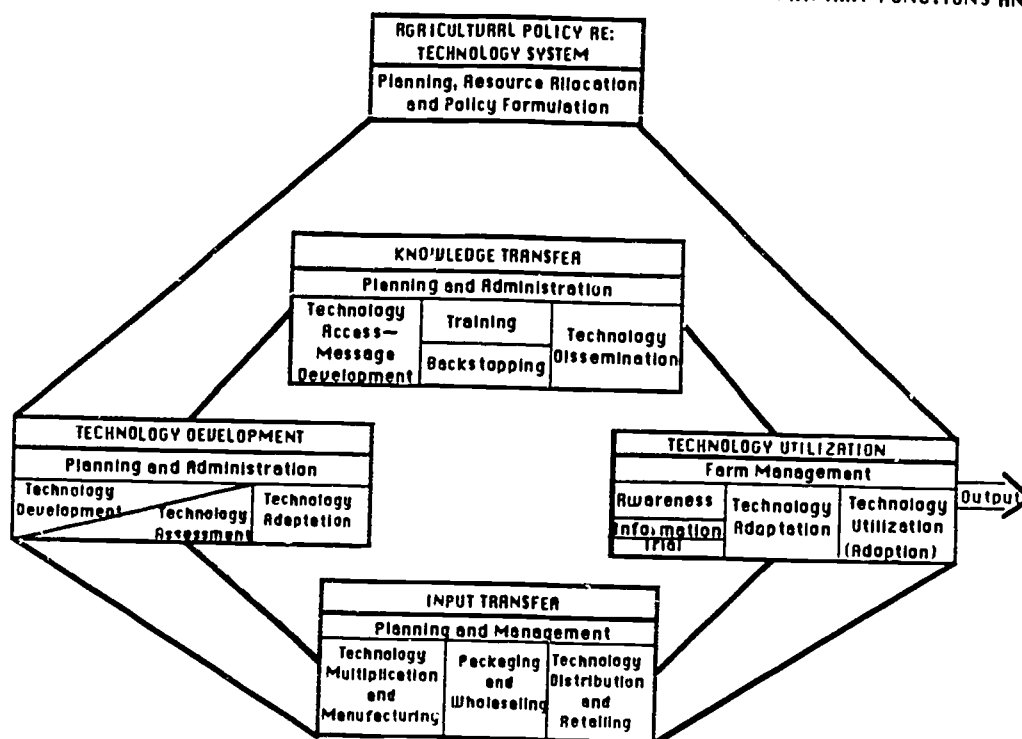 FUNCTIONS AN
AGRICULTURAL POLICY RE:
TECHNOLOGY SYSTEM
Planning, Resource Allocation
and Policy Formulation
KNOWLEDGE TRANSFER
Planning and Administration
Technology
Access—
Message
Development
Training
Backstopping
Technology
Dissemination
TECHNOLOGY DEVELOPMENT
Planning and Administration
Technology
Development
Technology
Assessment
Technology
Adaptation
TECHNOLOGY UTILIZATION
Farm Management
Awareness
Information
Trial
Technology
Adaptation
Technology
Utilization
(Adoption)
Output
INPUT TRANSFER
Planning and Management
Technology
Multiplication
and
Manufacturing
Packaging
and
Wholesaling
Technology
Distribution
and
Retailing